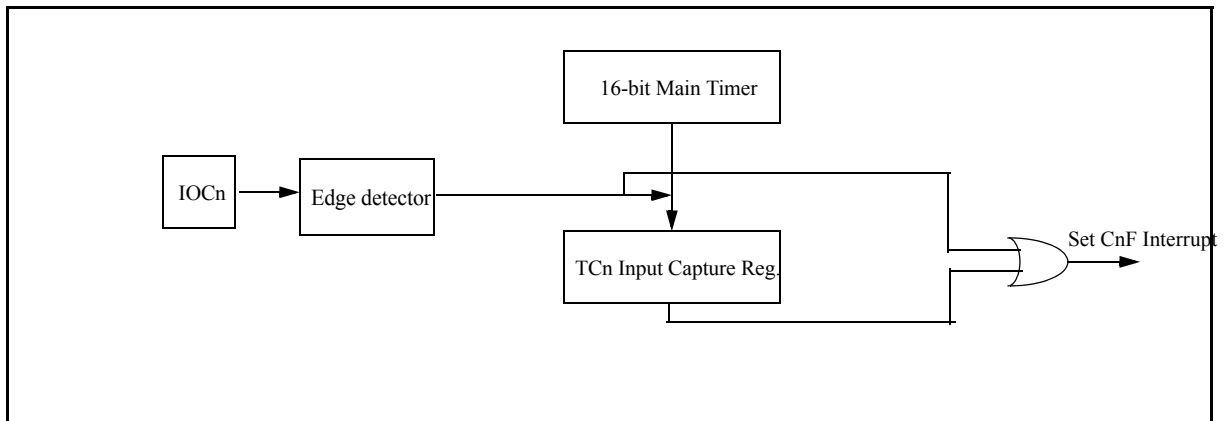 16-bit Main Timer
IOCn
Edge detector
TCn Input Capture Reg.
Set CnF Interrupt